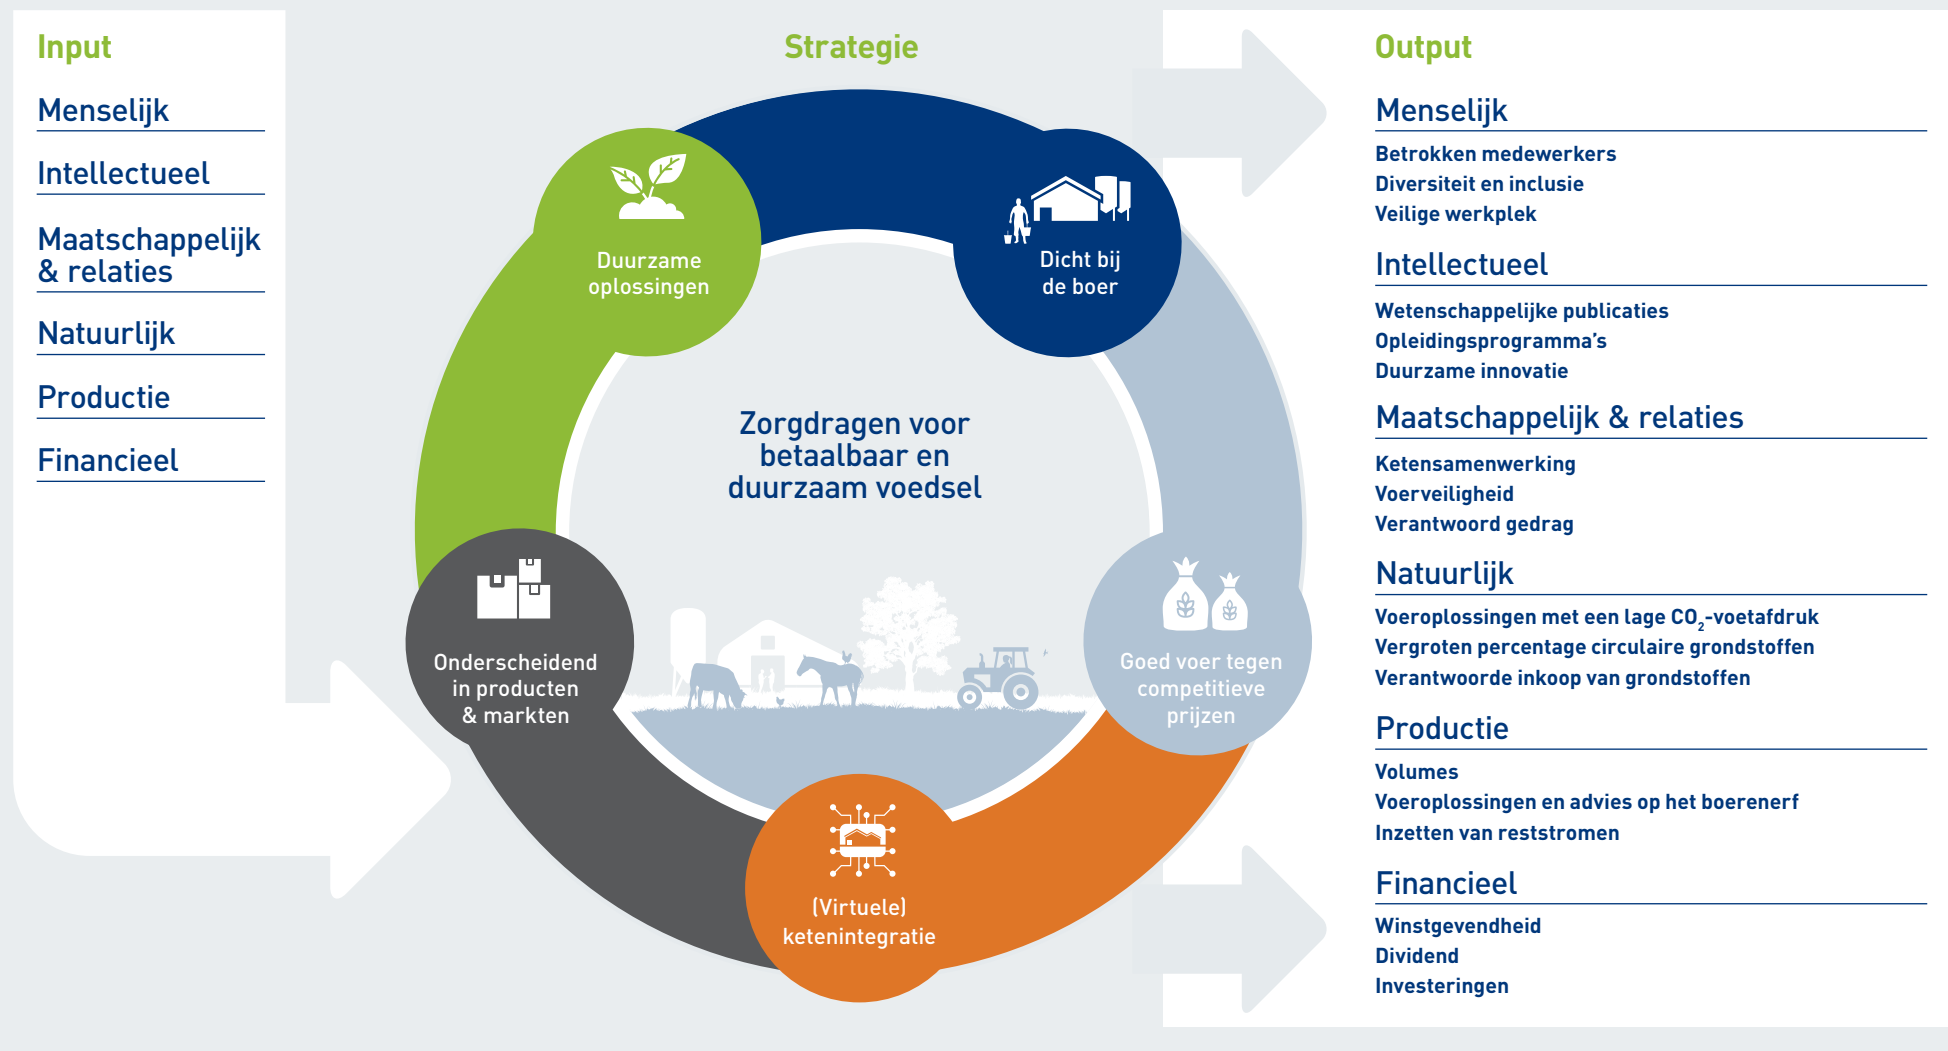 Input
Menselijk
Intellectueel
Maatschappelijk
& relaties
Natuurlijk
Productie
Financieel
Strategie
Duurzame
oplossingen
Dicht bij
de boer
Zorgdragen voor
betaalbaar en
duurzaam voedsel
Onderscheidend
in producten
& markten
Goed voer tegen
competitieve
prijzen
(Virtuele)
ketenintegratie
Output
Menselijk
Betrokken medewerkers
Diversiteit en inclusie
Veilige werkplek
Intellectueel
Wetenschappelijke publicaties
Opleidingsprogramma's
Duurzame innovatie
Maatschappelijk & relaties
Ketensamenwerking
Voerveiligheid
Verantwoord gedrag
Natuurlijk
Voeroplossingen met een lage CO₂-voetafdruk
Vergroten percentage circulaire grondstoffen
Verantwoorde inkoop van grondstoffen
Productie
Volumes
Voeroplossingen en advies op het boerenerf
Inzetten van reststromen
Financieel
Winstgevendheid
Dividend
Investeringen